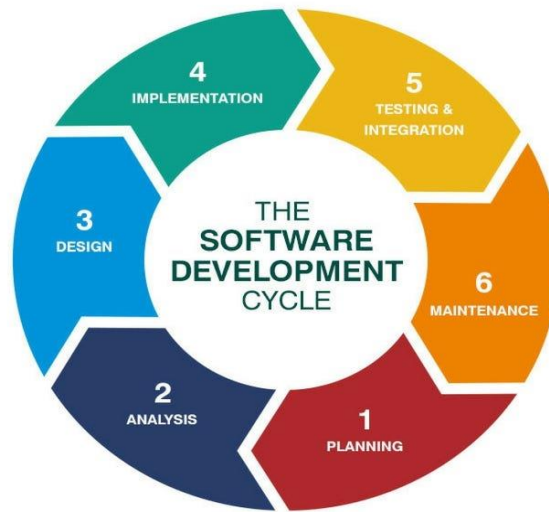 THE
SOFTWARE
DEVELOPMENT
CYCLE
1
PLANNING
2
ANALYSIS
3
DESIGN
4
IMPLEMENTATION
5
TESTING &
INTEGRATION
6
MAINTENANCE